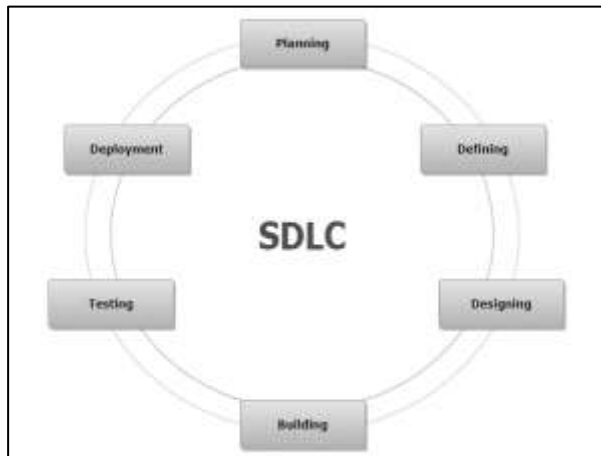 Planning
Deployment
Defining
SDLC
Testing
Designing
Building